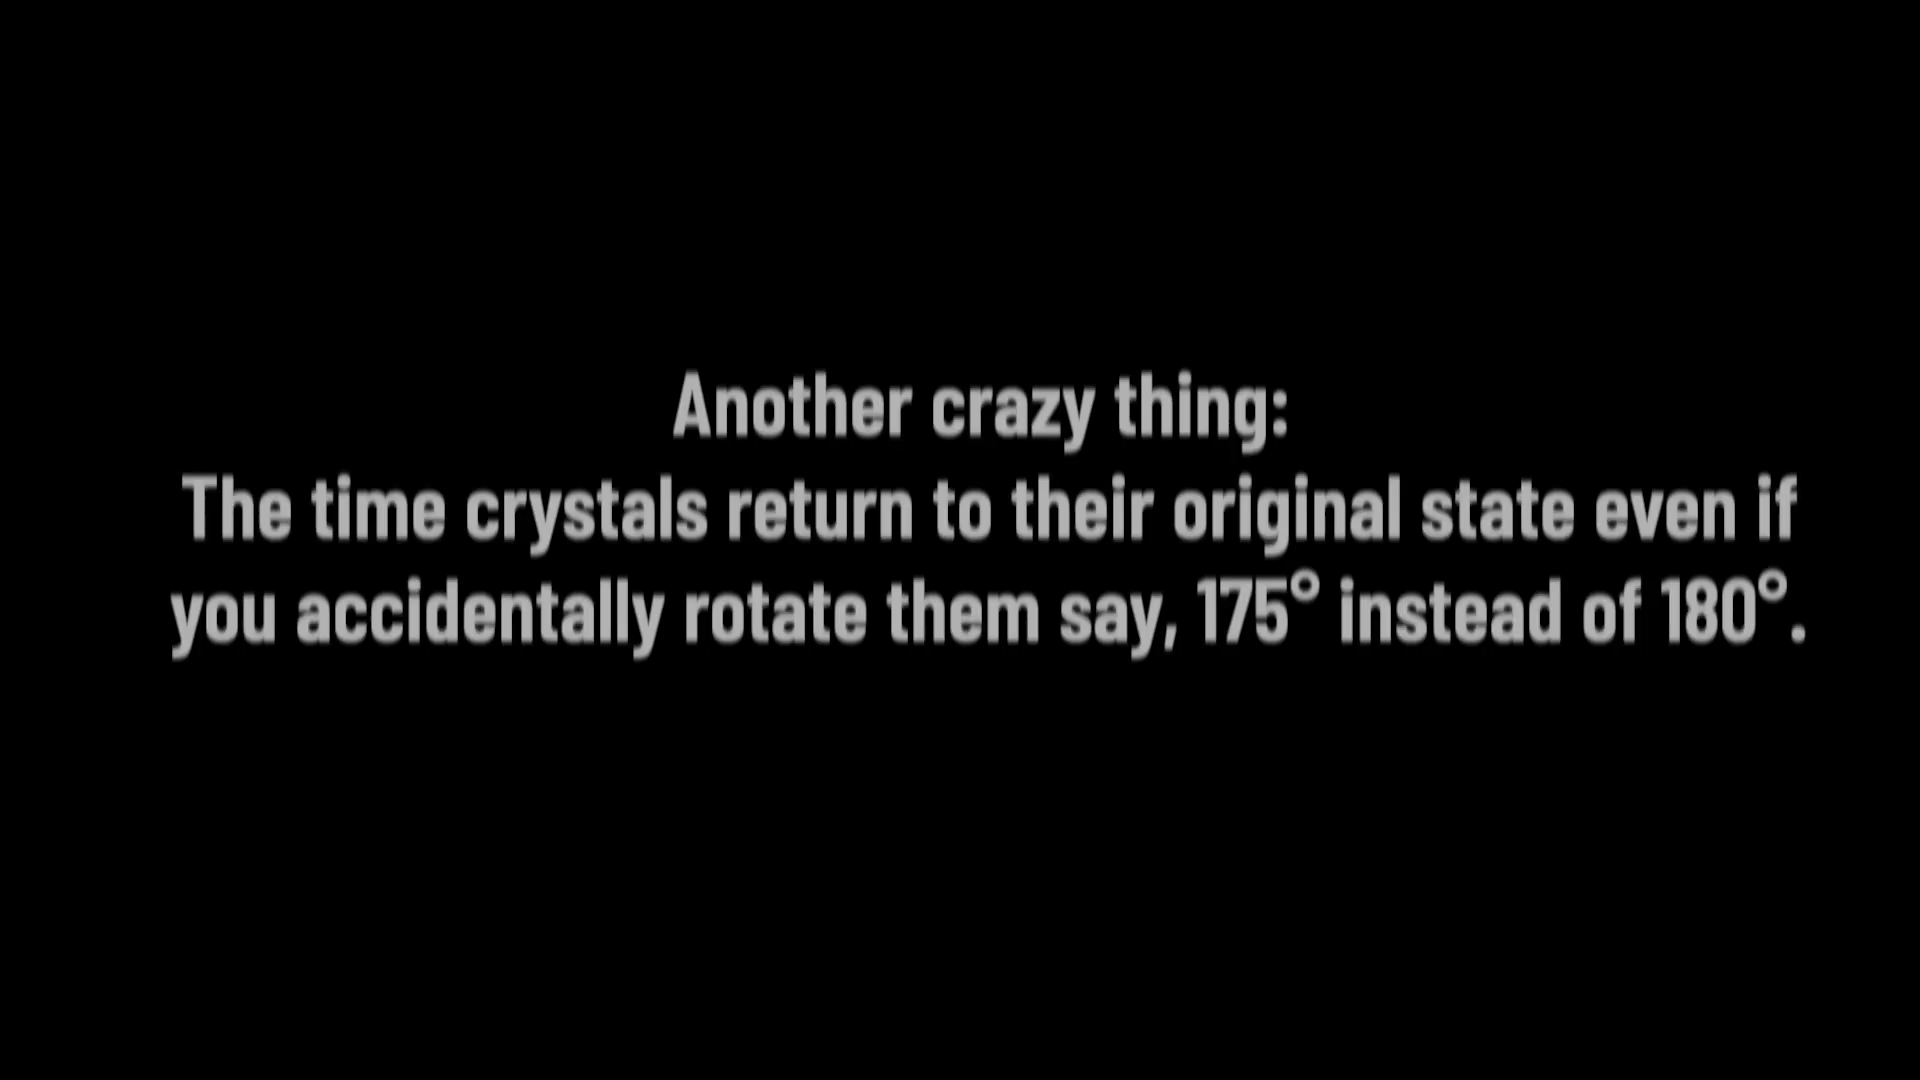 Another crazy thing:
The time crystals return to their original state even if
you accidentally rotate them say, 175° instead of 180°.